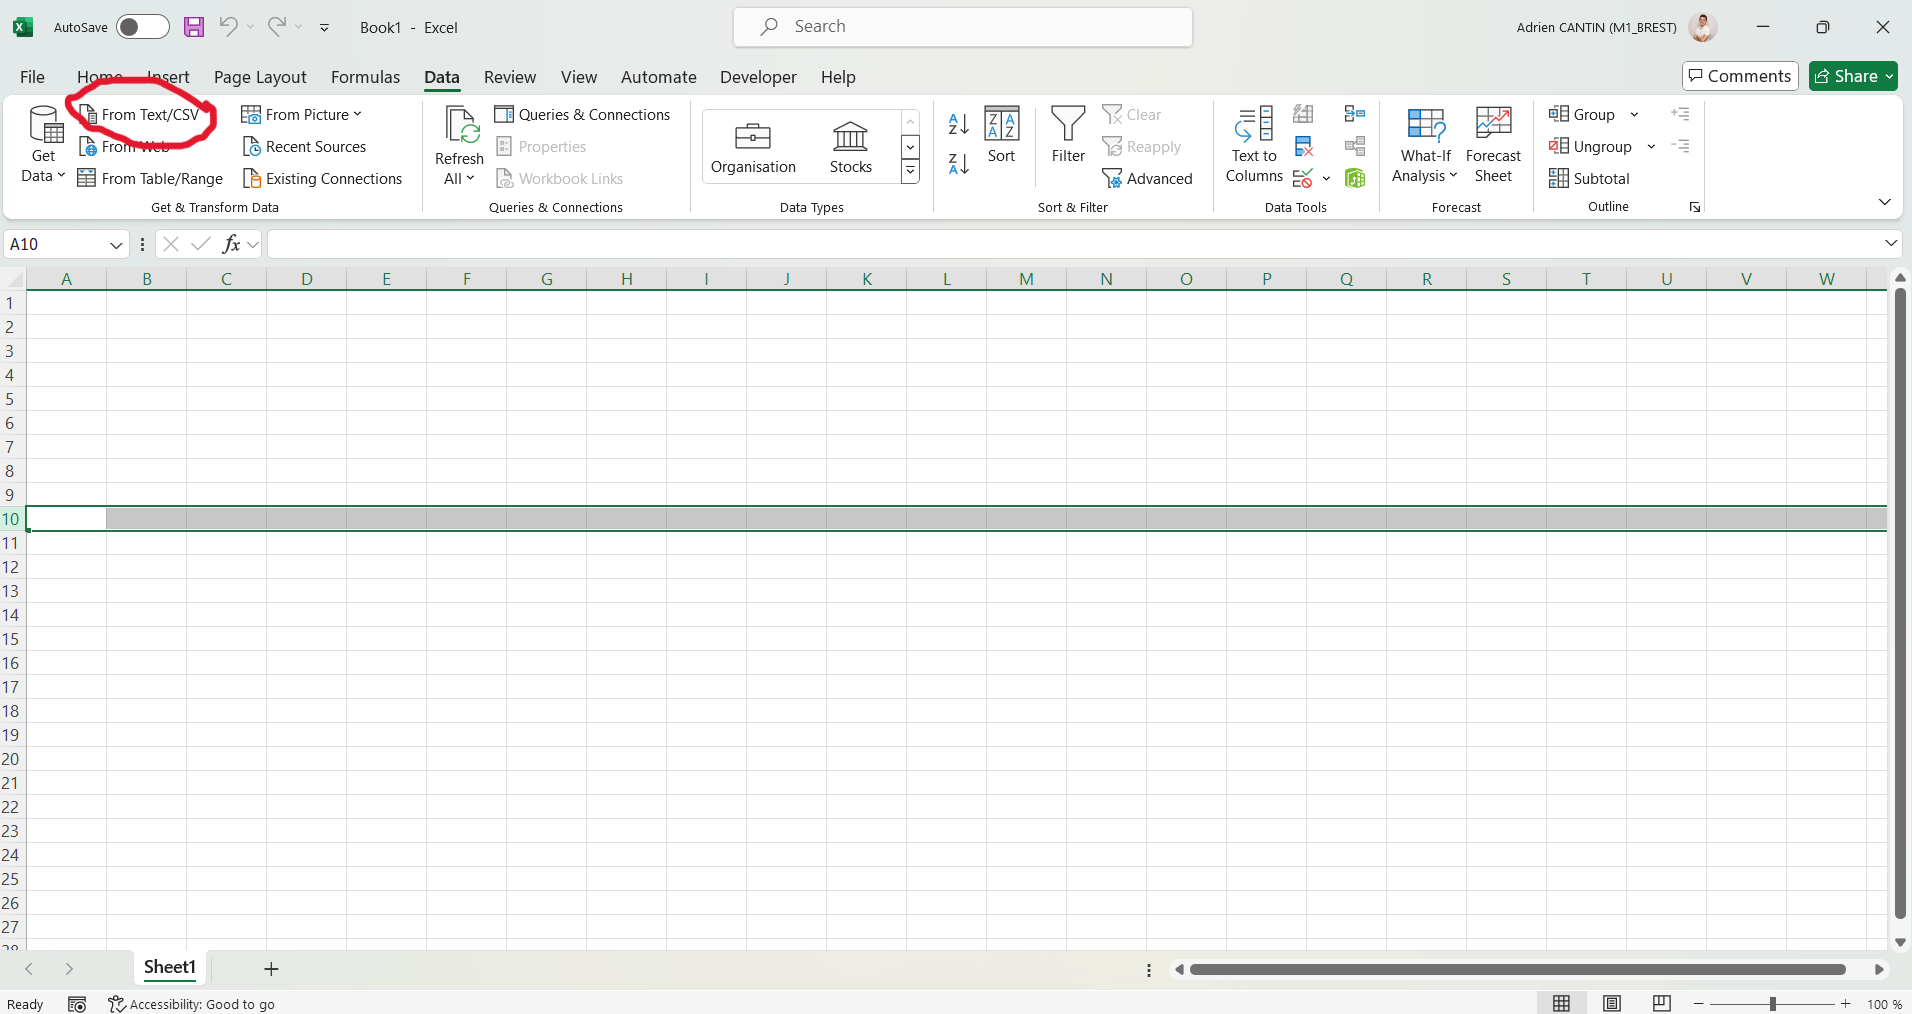 AutoSave Book1 - Excel Search Adrien CANTIN (M1_BREST)
File Home Insert Page Layout Formulas Data Review View Automate Developer Help Comments Share
Get Data
From Text/CSV
From Web
From Table/Range
From Picture
Recent Sources
Existing Connections
Get & Transform Data
Refresh All
Queries & Connections
Properties
Workbook Links
Queries & Connections
Organisation Stocks
Data Types
Sort
Filter
Clear
Reapply
Advanced
Sort & Filter
Text to Columns
Data Tools
What-If Analysis
Forecast Sheet
Forecast
Group
Ungroup
Subtotal
Outline
A10 fx
A B C D E F G H I J K L M N O P Q R S T U V W
1
2
3
4
5
6
7
8
9
10
11
12
13
14
15
16
17
18
19
20
21
22
23
24
25
26
27
28
Sheet1
Ready Accessibility: Good to go 100 %